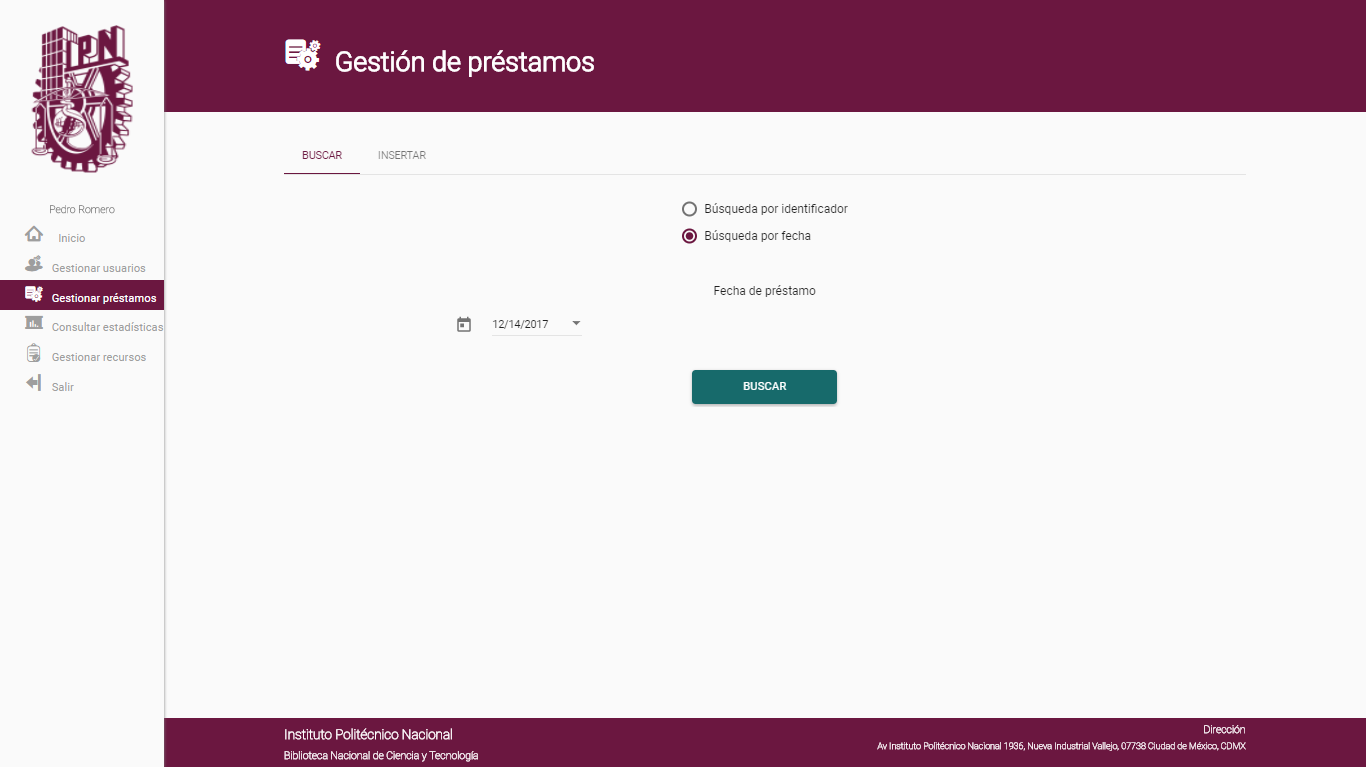 IPN
Gestión de préstamos
BUSCAR
INSERTAR
Búsqueda por identificador
Búsqueda por fecha
Fecha de préstamo
12/14/2017
BUSCAR
Pedro Romero
Inicio
Gestionar usuarios
Gestionar préstamos
Consultar estadísticas
Gestionar recursos
Salir
Instituto Politécnico Nacional
Biblioteca Nacional de Ciencia y Tecnología
Dirección
Av Instituto Politécnico Nacional 1936, Nueva Industrial Vallejo, 07738 Ciudad de México, CDMX